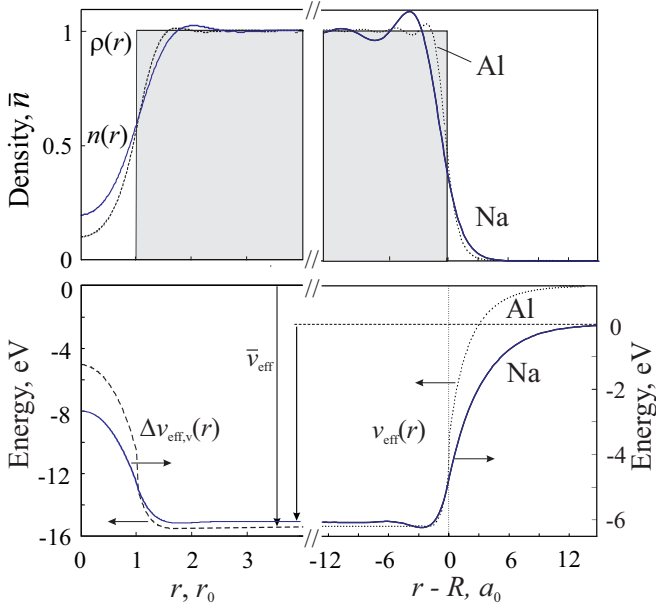 1
ρ(r)
Al
Density, n̄
n(r)
0.5
Na
0
//
//
0
Al
0
-4
v̄eff
Na
-2
Energy, eV
Energy, eV
-8
Δveff,v(r)
veff(r)
-4
-12
-6
-16
0 1 2 3 // -12 -6 0 6 12
r, r0
r - R, a0